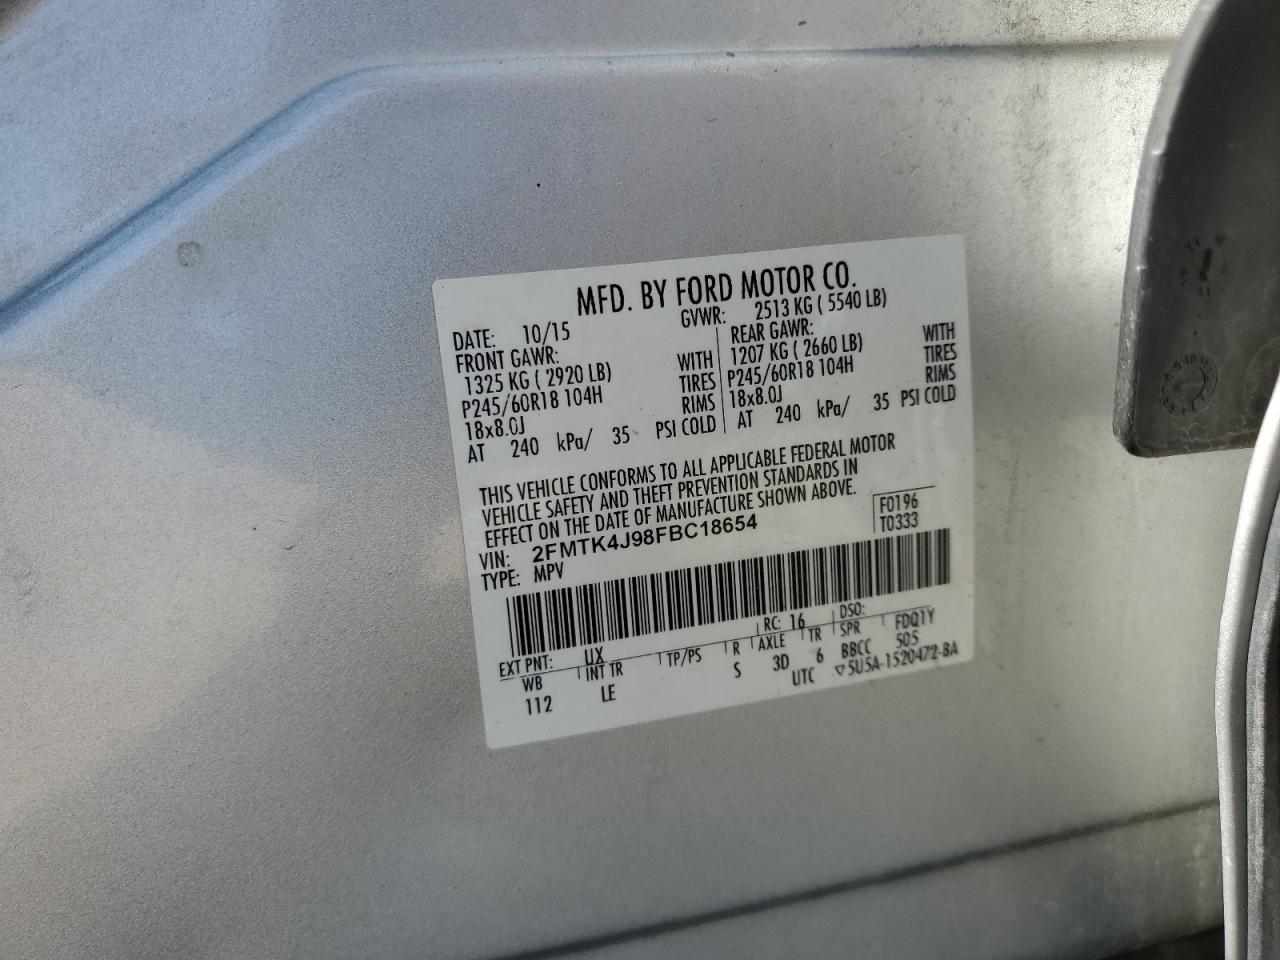 MFD. BY FORD MOTOR CO.
DATE: 10/15 GVWR: 2513 KG ( 5540 LB)
FRONT GAWR: REAR GAWR:
1325 KG ( 2920 LB) WITH 1207 KG ( 2660 LB) WITH
P245/60R18 104H TIRES P245/60R18 104H TIRES
18x8.0J RIMS 18x8.0J RIMS
AT 240 kPa/ 35 PSI COLD AT 240 kPa/ 35 PSI COLD
THIS VEHICLE CONFORMS TO ALL APPLICABLE FEDERAL MOTOR
VEHICLE SAFETY AND THEFT PREVENTION STANDARDS IN
EFFECT ON THE DATE OF MANUFACTURE SHOWN ABOVE.
VIN: 2FMTK4J98FBC18654 F0196
TYPE: MPV T0333
EXT PNT: UX RC: 16 DSO: FDQ1Y
WB INT TR TP/PS R AXLE TR SPR 505
112 LE S 3D 6 BBCC
UTC ▽5U5A-1520472-BA